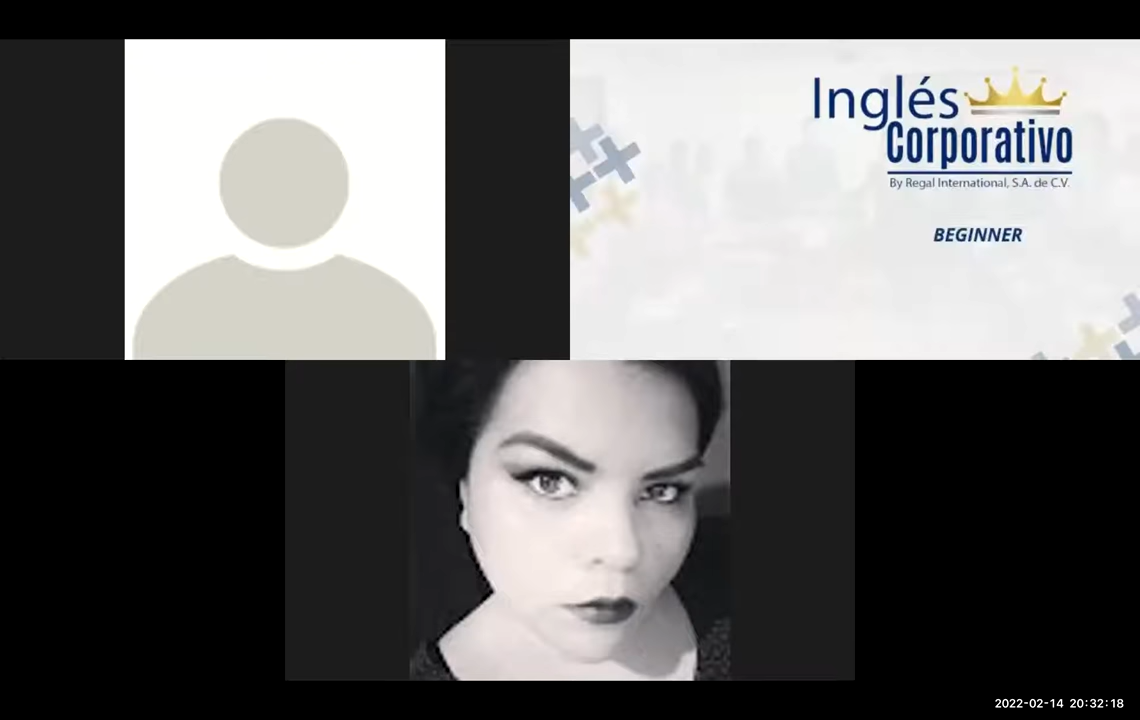 Inglés
Corporativo
By Regal International, S.A. de C.V.
BEGINNER
2022-02-14 20:32:18